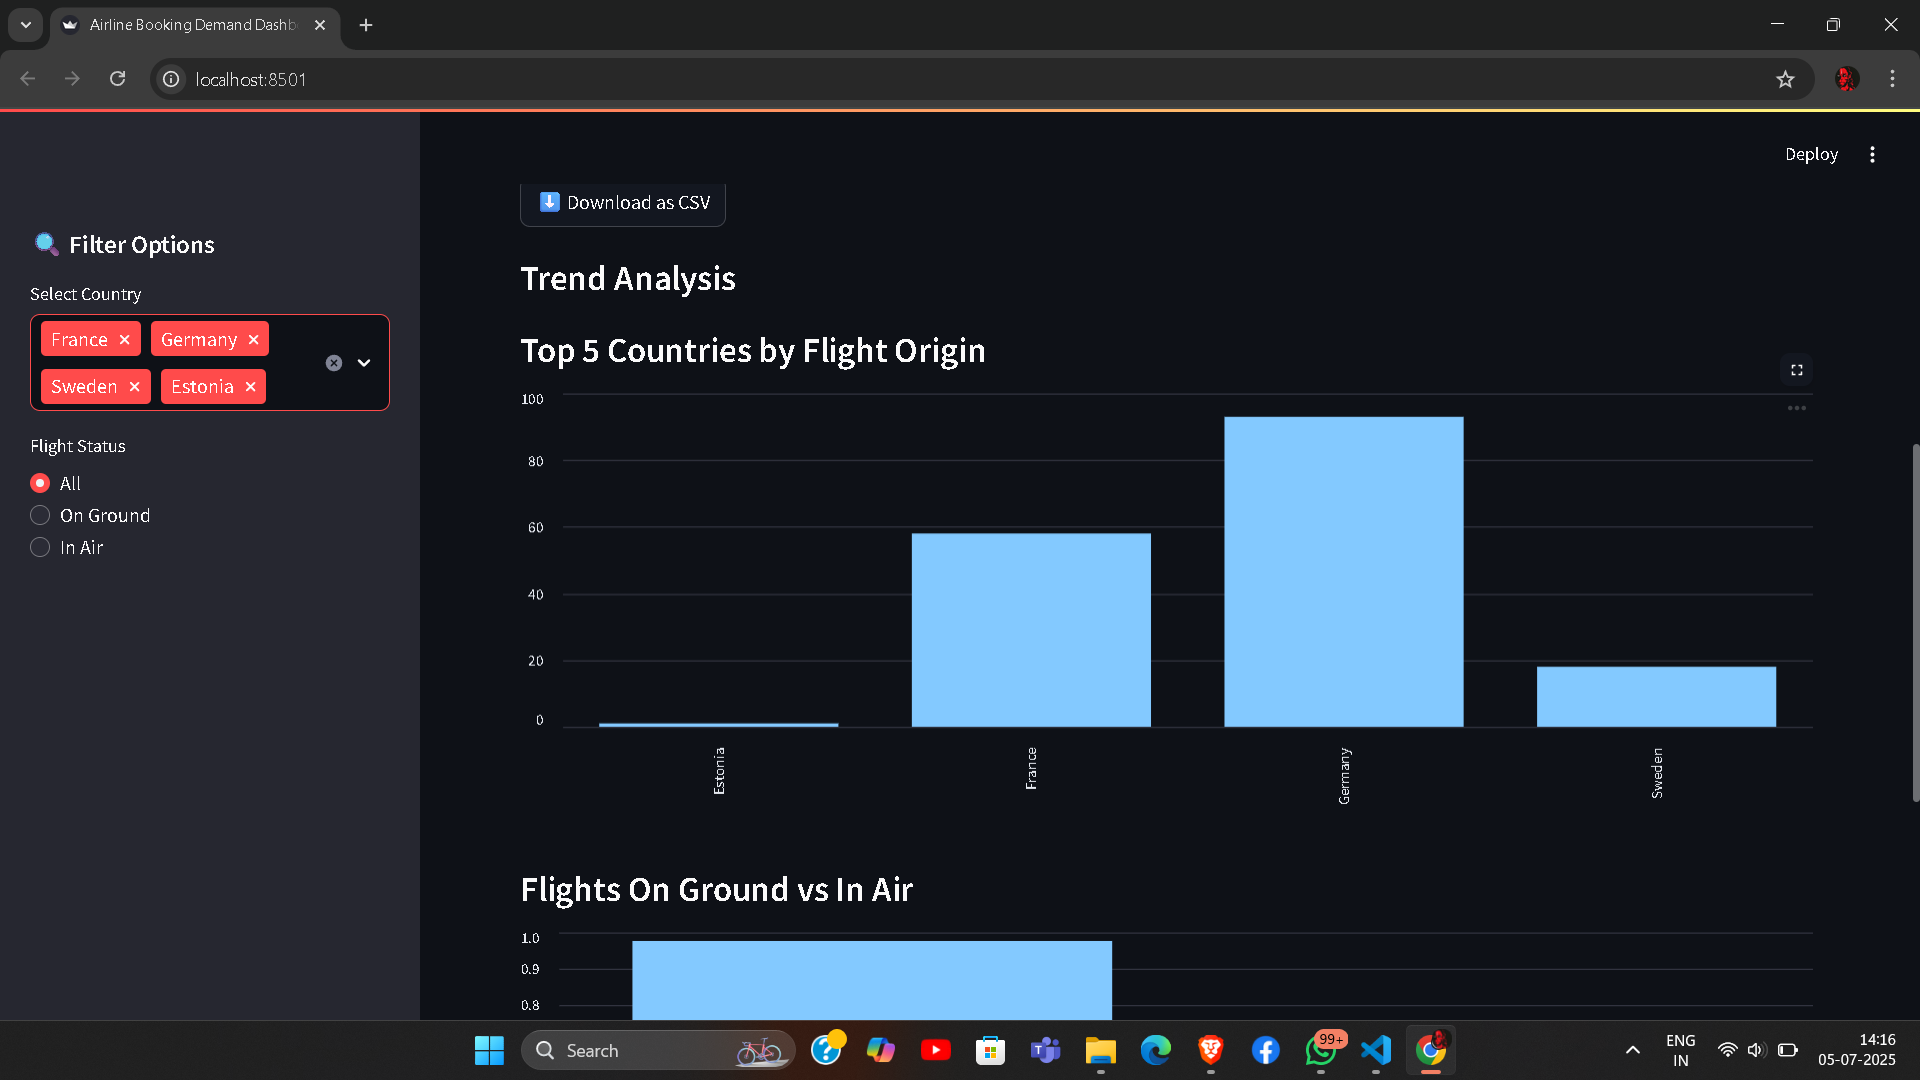 Airline Booking Demand Dashb
localhost:8501
Deploy
Filter Options
Select Country
France
Germany
Sweden
Estonia
Flight Status
All
On Ground
In Air
Download as CSV
Trend Analysis
Top 5 Countries by Flight Origin
100
80
60
40
20
0
Estonia
France
Germany
Sweden
Flights On Ground vs In Air
1.0
0.9
0.8
Search
99+
ENG
IN
14:16
05-07-2025